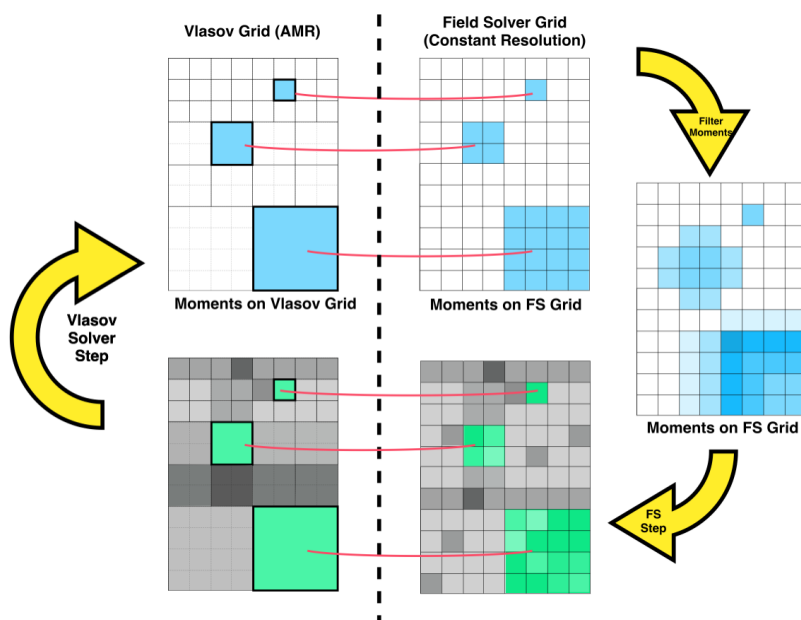 Vlasov Grid (AMR)
Field Solver Grid
(Constant Resolution)
Filter
Moments
Moments on Vlasov Grid
Moments on FS Grid
Vlasov
Solver
Step
Moments on FS Grid
FS
Step